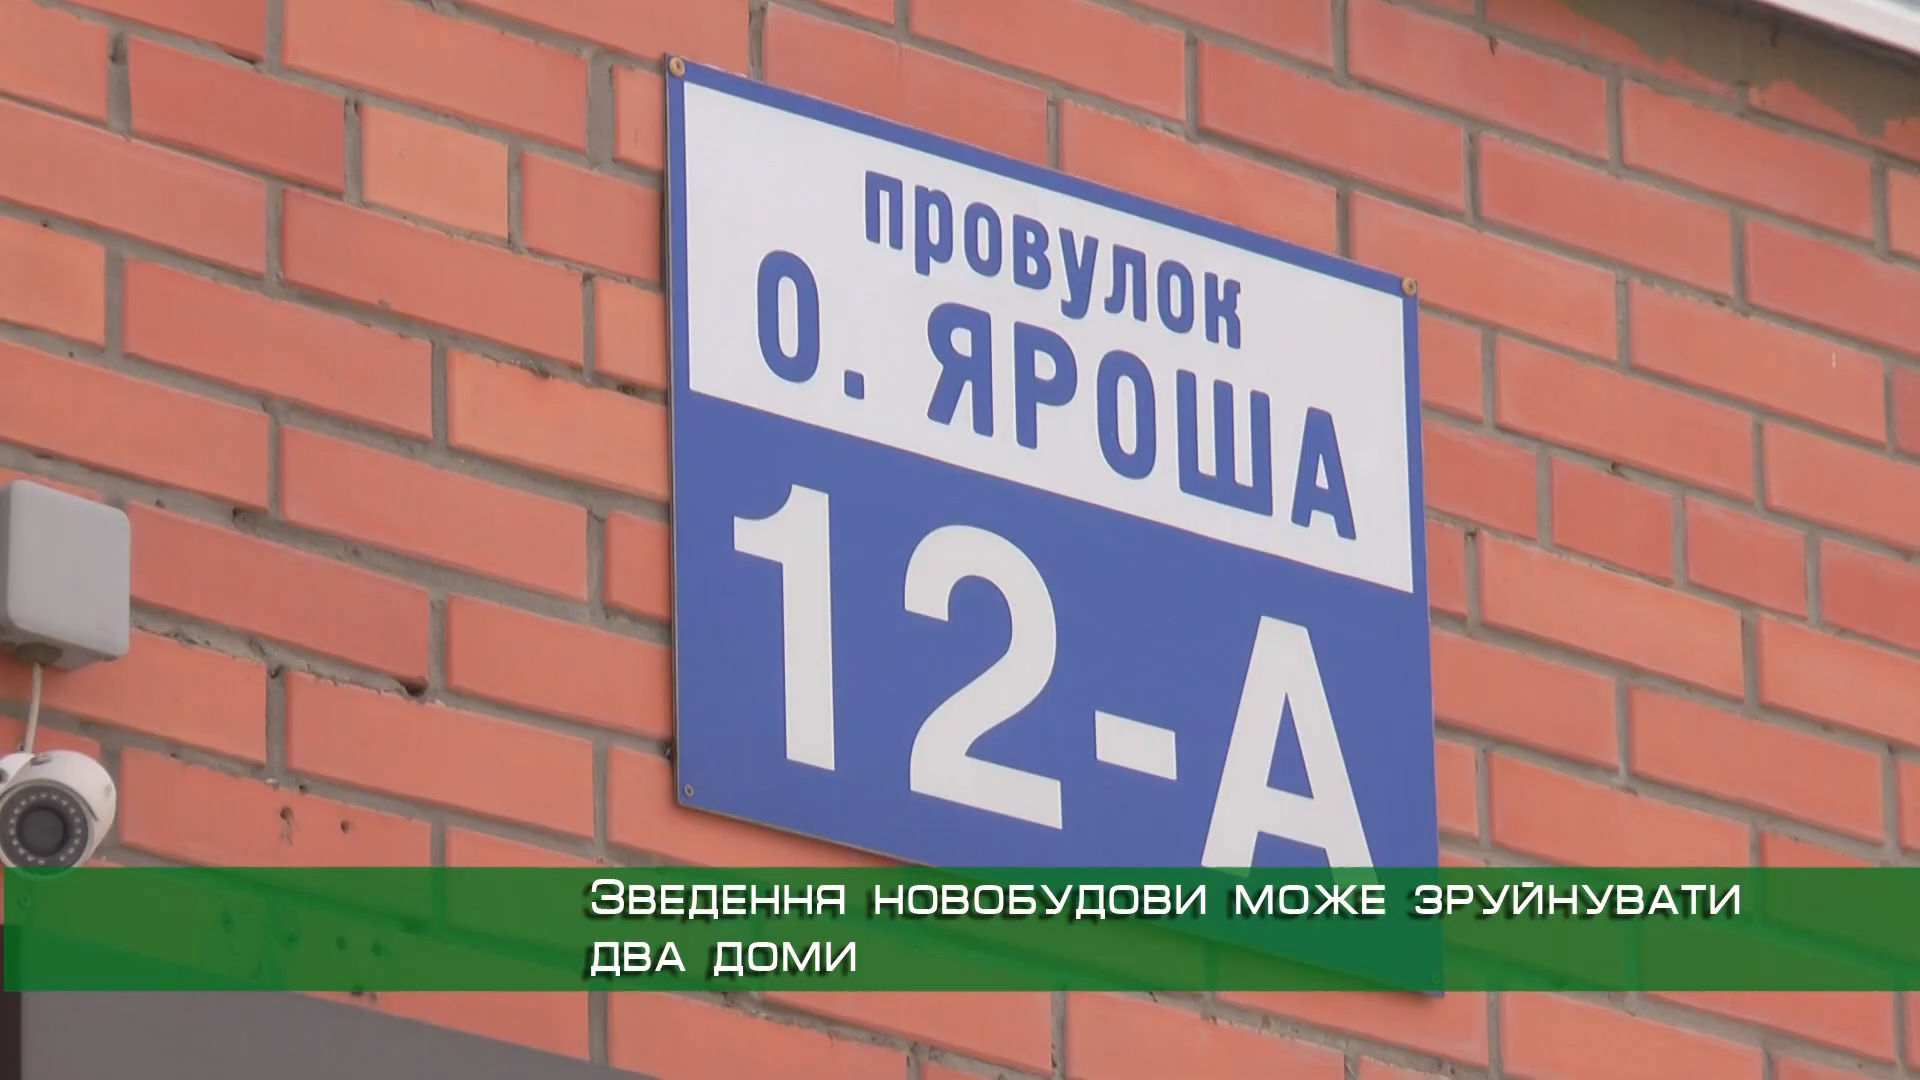 провулок
О. ЯРОША
12-А
Зведення новобудови може зруйнувати
два доми